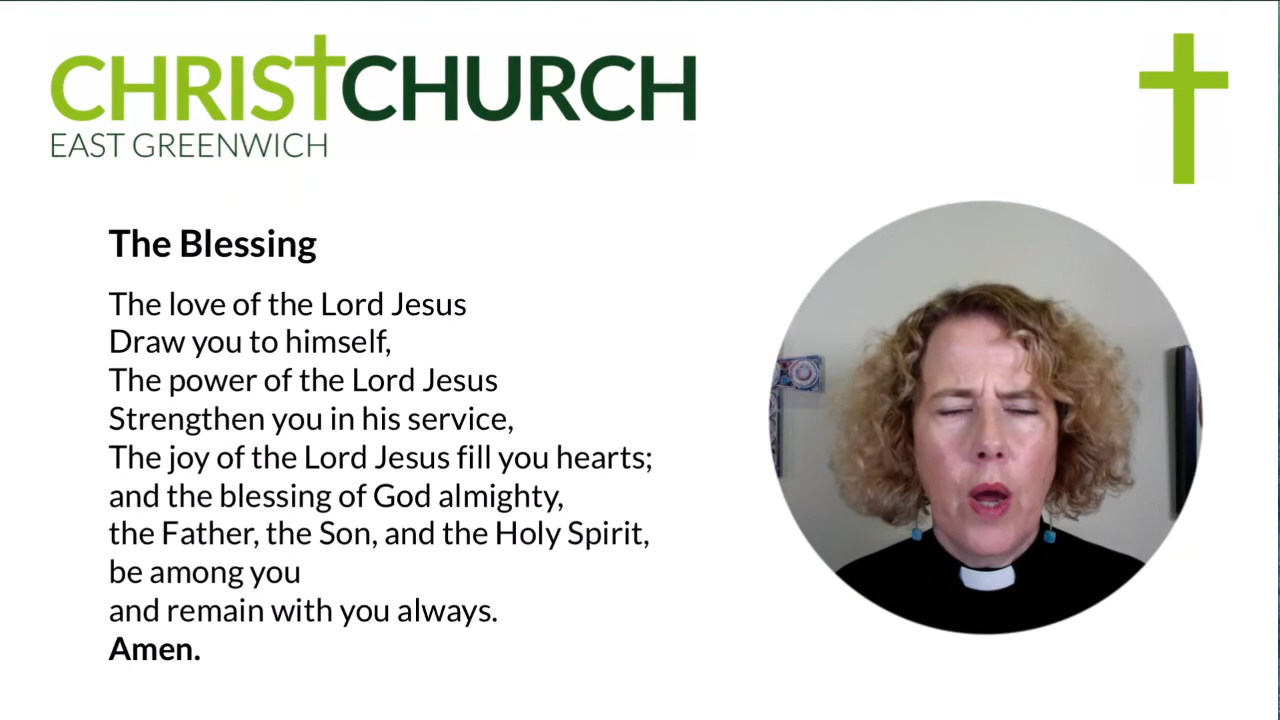 CHRISTCHURCH
EAST GREENWICH
The Blessing
The love of the Lord Jesus
Draw you to himself,
The power of the Lord Jesus
Strengthen you in his service,
The joy of the Lord Jesus fill you hearts;
and the blessing of God almighty,
the Father, the Son, and the Holy Spirit,
be among you
and remain with you always.
Amen.